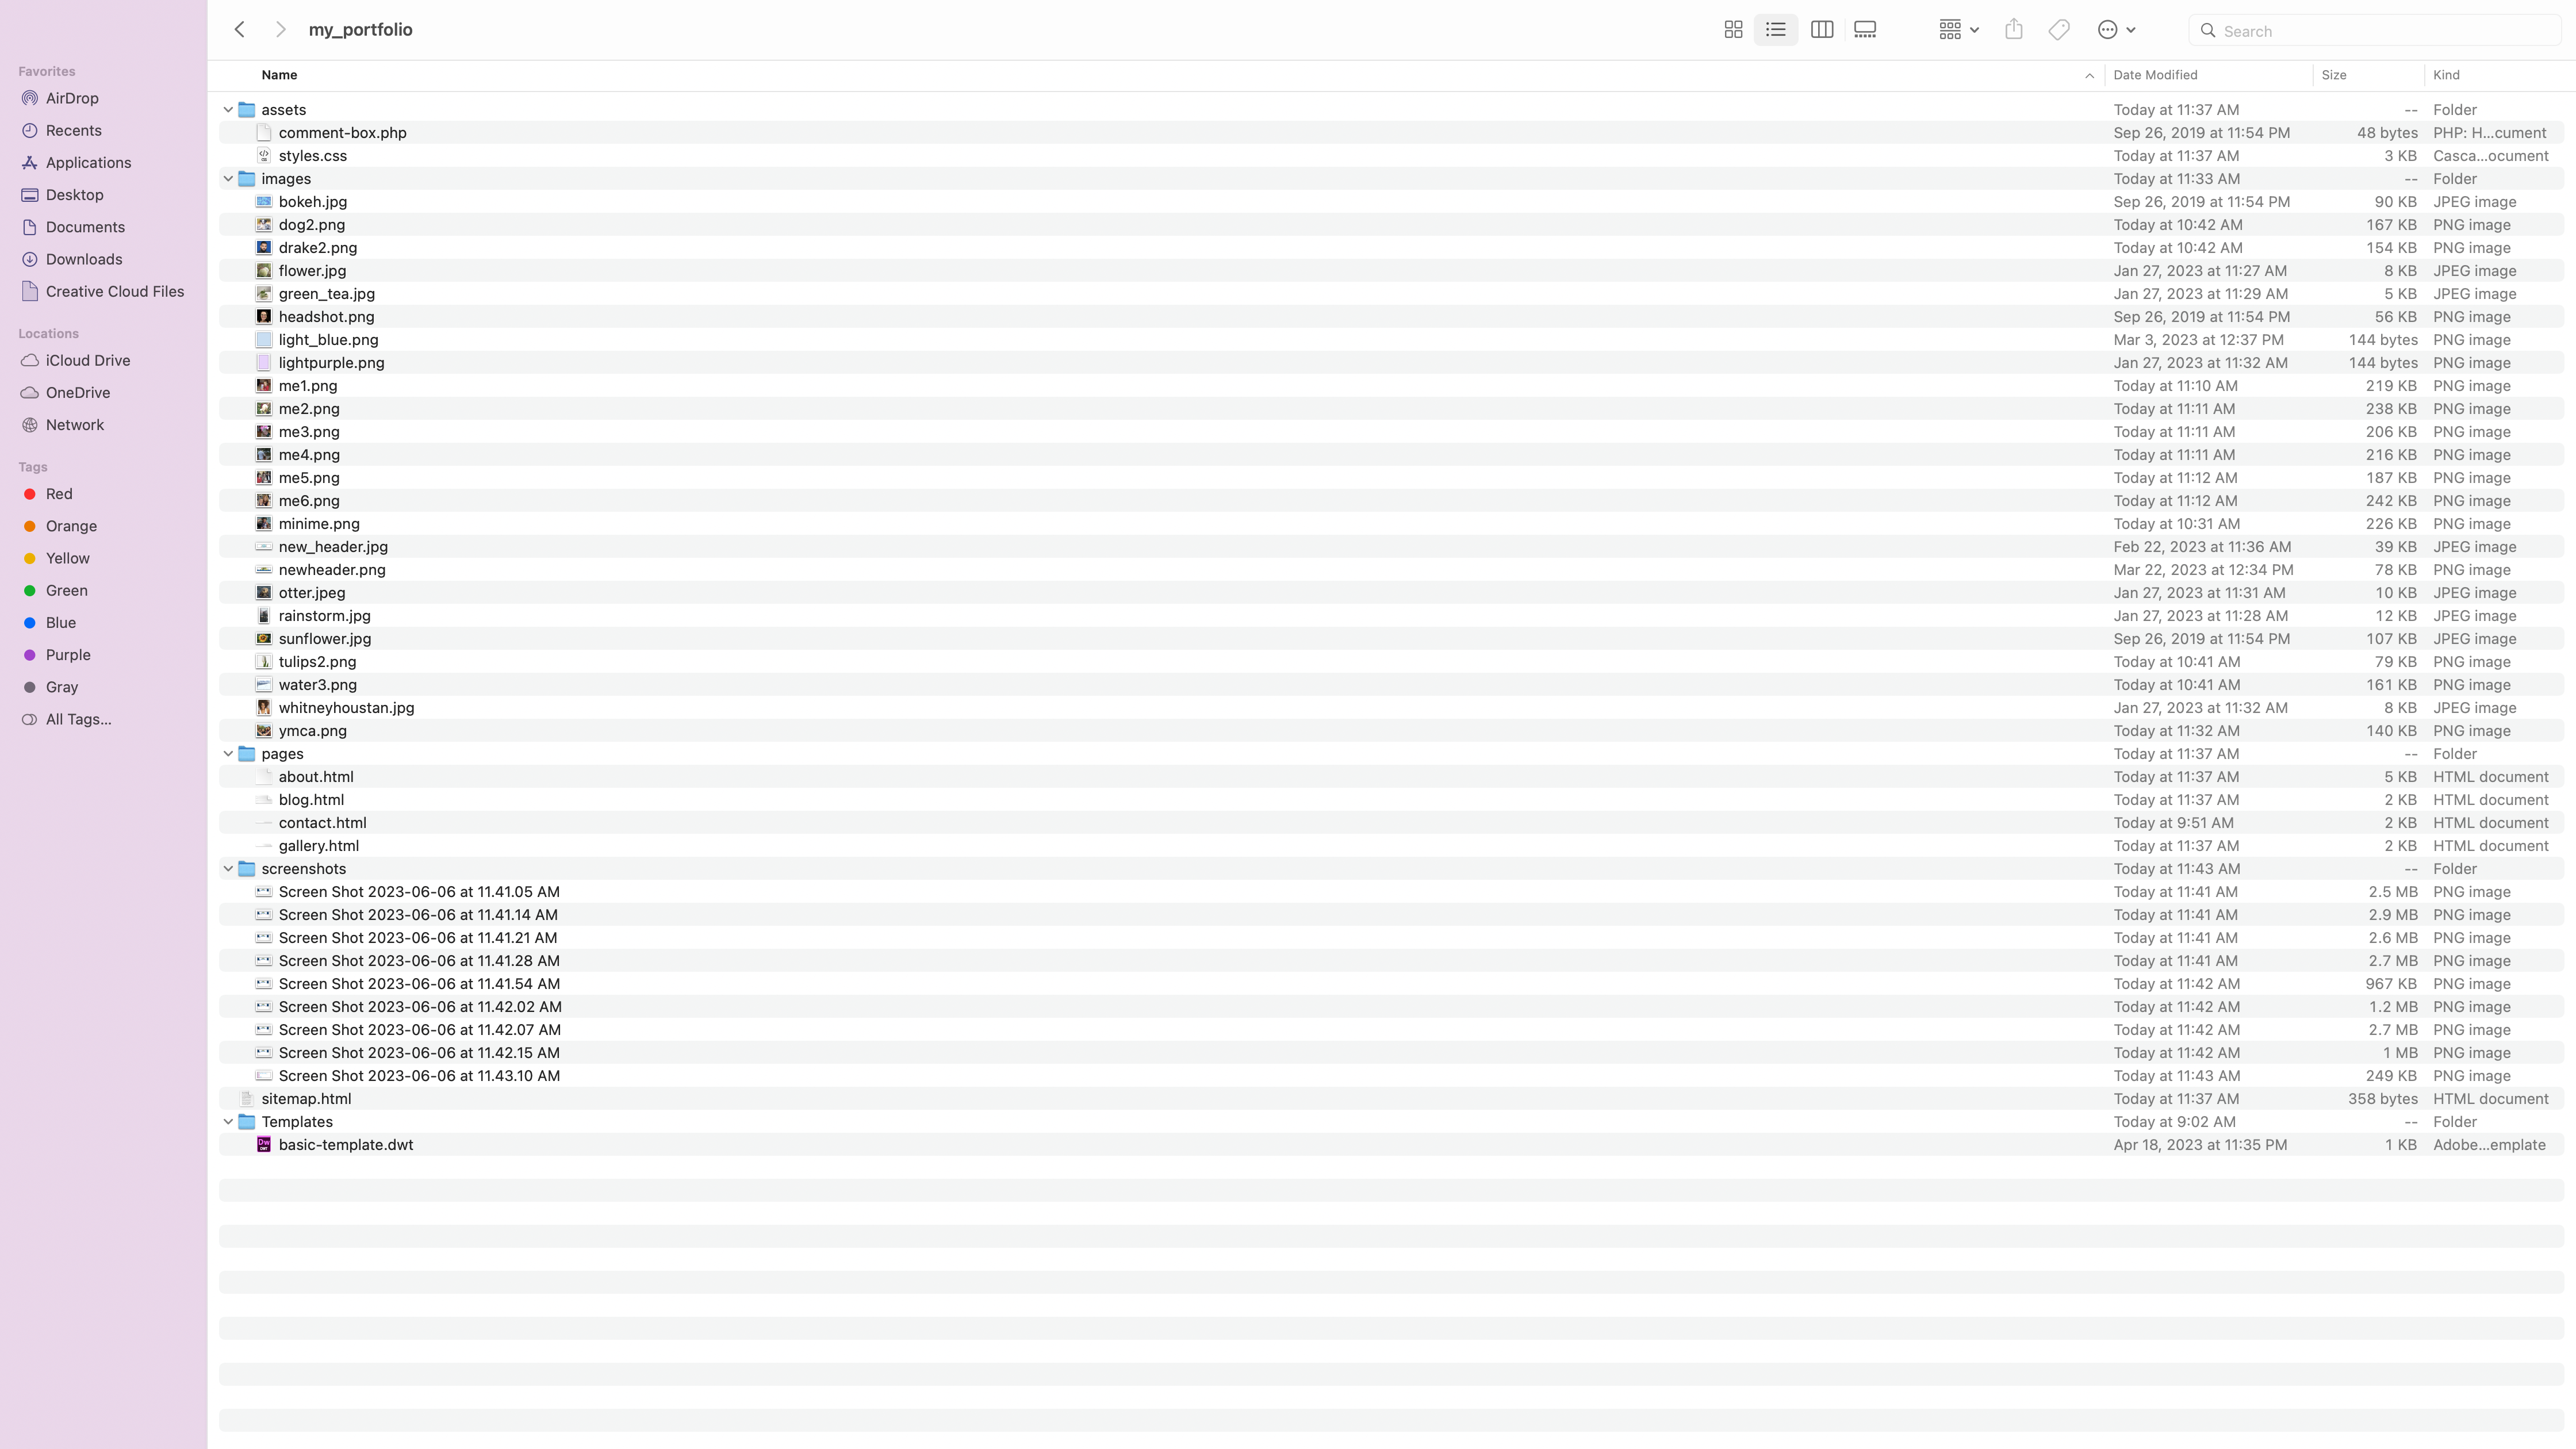 my_portfolio
Search
Favorites
AirDrop
Recents
Applications
Desktop
Documents
Downloads
Creative Cloud Files
Locations
iCloud Drive
OneDrive
Network
Tags
Red
Orange
Yellow
Green
Blue
Purple
Gray
All Tags...
Name Date Modified Size Kind
assets Today at 11:37 AM -- Folder
comment-box.php Sep 26, 2019 at 11:54 PM 48 bytes PHP: H...cument
styles.css Today at 11:37 AM 3 KB Casca...ocument
images Today at 11:33 AM -- Folder
bokeh.jpg Sep 26, 2019 at 11:54 PM 90 KB JPEG image
dog2.png Today at 10:42 AM 167 KB PNG image
drake2.png Today at 10:42 AM 154 KB PNG image
flower.jpg Jan 27, 2023 at 11:27 AM 8 KB JPEG image
green_tea.jpg Jan 27, 2023 at 11:29 AM 5 KB JPEG image
headshot.png Sep 26, 2019 at 11:54 PM 56 KB PNG image
light_blue.png Mar 3, 2023 at 12:37 PM 144 bytes PNG image
lightpurple.png Jan 27, 2023 at 11:32 AM 144 bytes PNG image
me1.png Today at 11:10 AM 219 KB PNG image
me2.png Today at 11:11 AM 238 KB PNG image
me3.png Today at 11:11 AM 206 KB PNG image
me4.png Today at 11:11 AM 216 KB PNG image
me5.png Today at 11:12 AM 187 KB PNG image
me6.png Today at 11:12 AM 242 KB PNG image
minime.png Today at 10:31 AM 226 KB PNG image
new_header.jpg Feb 22, 2023 at 11:36 AM 39 KB JPEG image
newheader.png Mar 22, 2023 at 12:34 PM 78 KB PNG image
otter.jpeg Jan 27, 2023 at 11:31 AM 10 KB JPEG image
rainstorm.jpg Jan 27, 2023 at 11:28 AM 12 KB JPEG image
sunflower.jpg Sep 26, 2019 at 11:54 PM 107 KB JPEG image
tulips2.png Today at 10:41 AM 79 KB PNG image
water3.png Today at 10:41 AM 161 KB PNG image
whitneyhoustan.jpg Jan 27, 2023 at 11:32 AM 8 KB JPEG image
ymca.png Today at 11:32 AM 140 KB PNG image
pages Today at 11:37 AM -- Folder
about.html Today at 11:37 AM 5 KB HTML document
blog.html Today at 11:37 AM 2 KB HTML document
contact.html Today at 9:51 AM 2 KB HTML document
gallery.html Today at 11:37 AM 2 KB HTML document
screenshots Today at 11:43 AM -- Folder
Screen Shot 2023-06-06 at 11.41.05 AM Today at 11:41 AM 2.5 MB PNG image
Screen Shot 2023-06-06 at 11.41.14 AM Today at 11:41 AM 2.9 MB PNG image
Screen Shot 2023-06-06 at 11.41.21 AM Today at 11:41 AM 2.6 MB PNG image
Screen Shot 2023-06-06 at 11.41.28 AM Today at 11:41 AM 2.7 MB PNG image
Screen Shot 2023-06-06 at 11.41.54 AM Today at 11:42 AM 967 KB PNG image
Screen Shot 2023-06-06 at 11.42.02 AM Today at 11:42 AM 1.2 MB PNG image
Screen Shot 2023-06-06 at 11.42.07 AM Today at 11:42 AM 2.7 MB PNG image
Screen Shot 2023-06-06 at 11.42.15 AM Today at 11:42 AM 1 MB PNG image
Screen Shot 2023-06-06 at 11.43.10 AM Today at 11:43 AM 249 KB PNG image
sitemap.html Today at 11:37 AM 358 bytes HTML document
Templates Today at 9:02 AM -- Folder
basic-template.dwt Apr 18, 2023 at 11:35 PM 1 KB Adobe...emplate